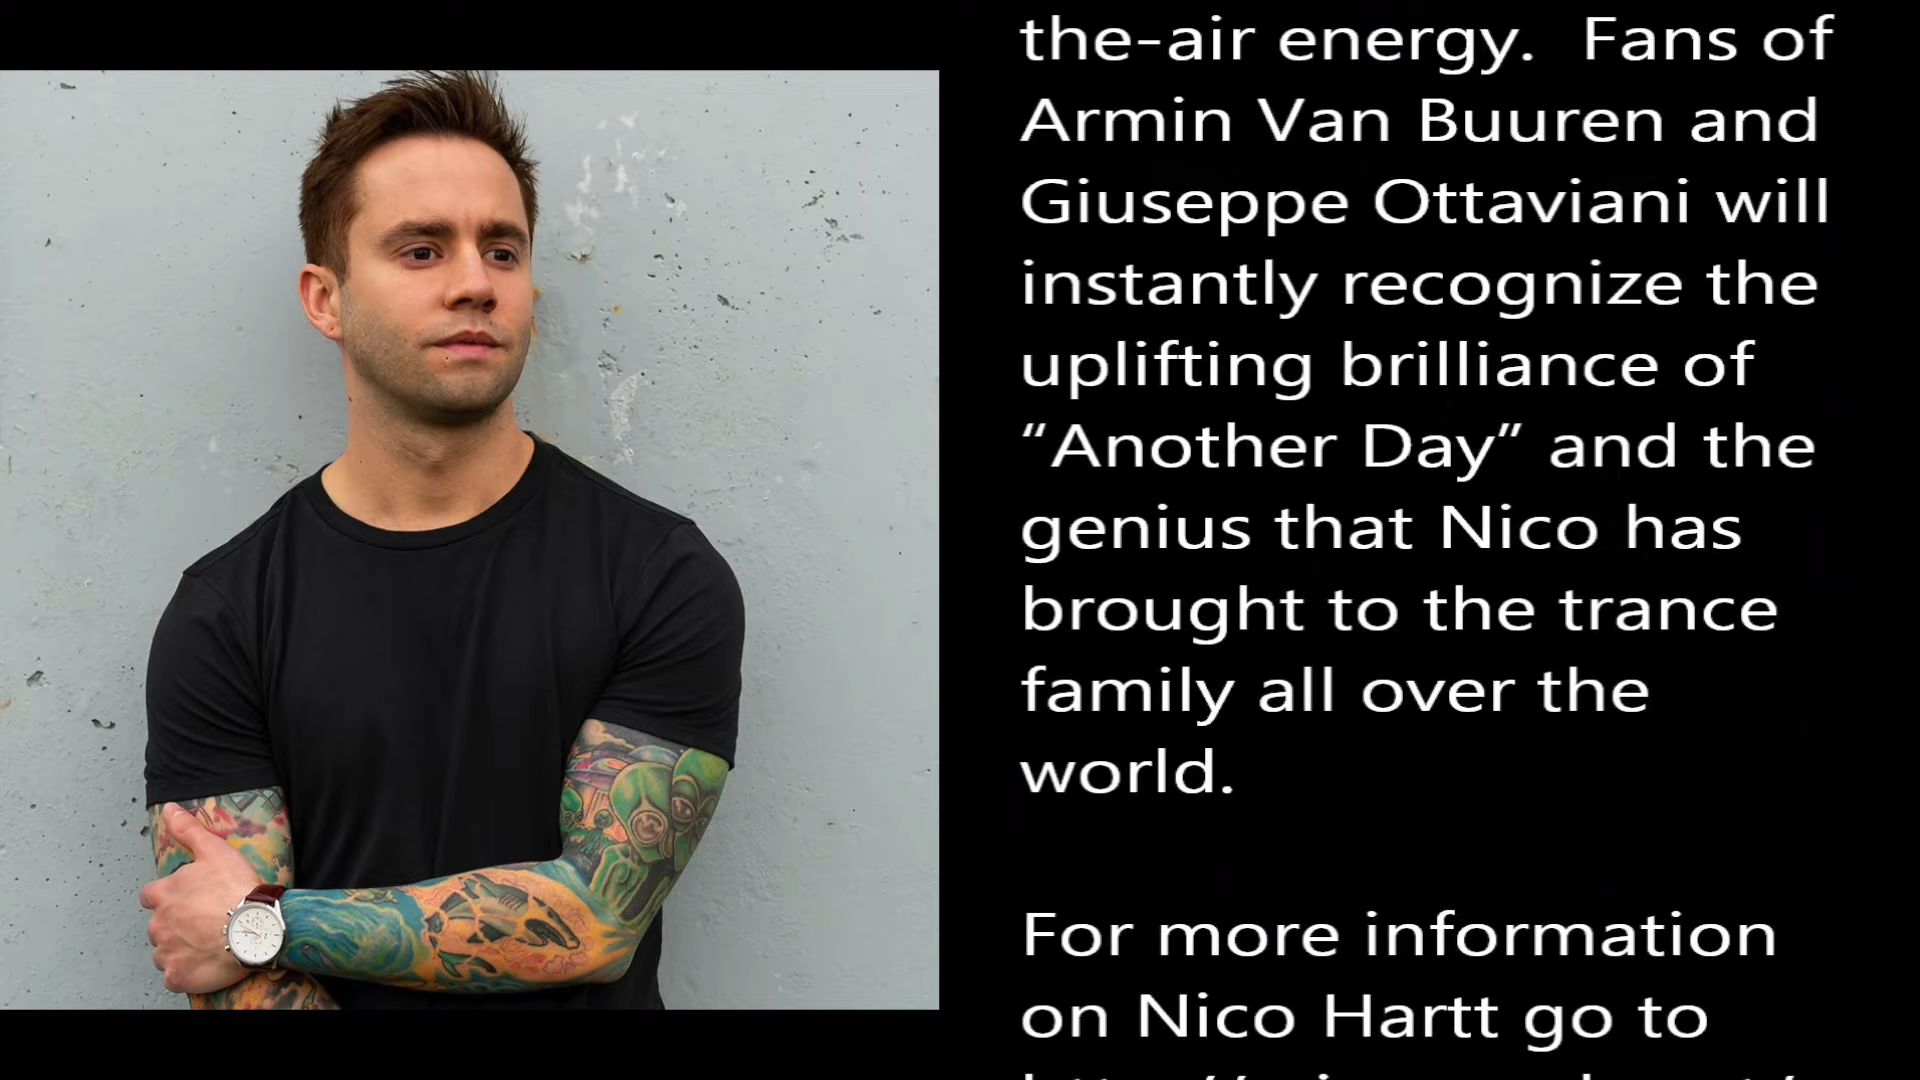 the-air energy.  Fans of
Armin Van Buuren and
Giuseppe Ottaviani will
instantly recognize the
uplifting brilliance of
“Another Day” and the
genius that Nico has
brought to the trance
family all over the
world.
For more information
on Nico Hartt go to